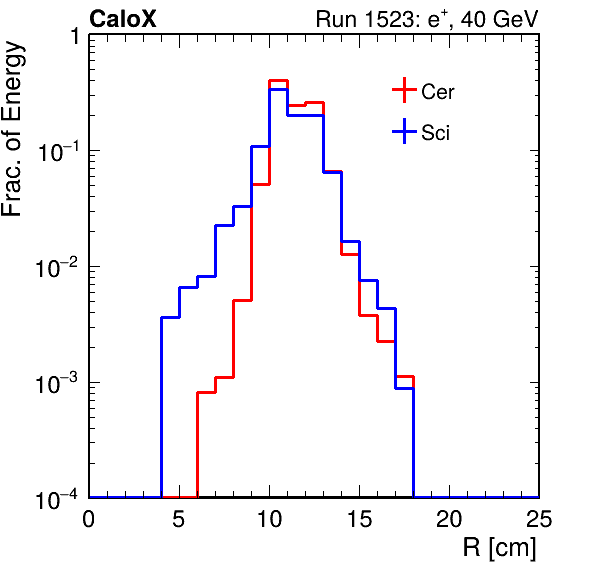 CaloX Run 1523: e⁺, 40 GeV
Frac. of Energy
1
10⁻¹
10⁻²
10⁻³
10⁻⁴
Cer
Sci
0 5 10 15 20 25
R [cm]